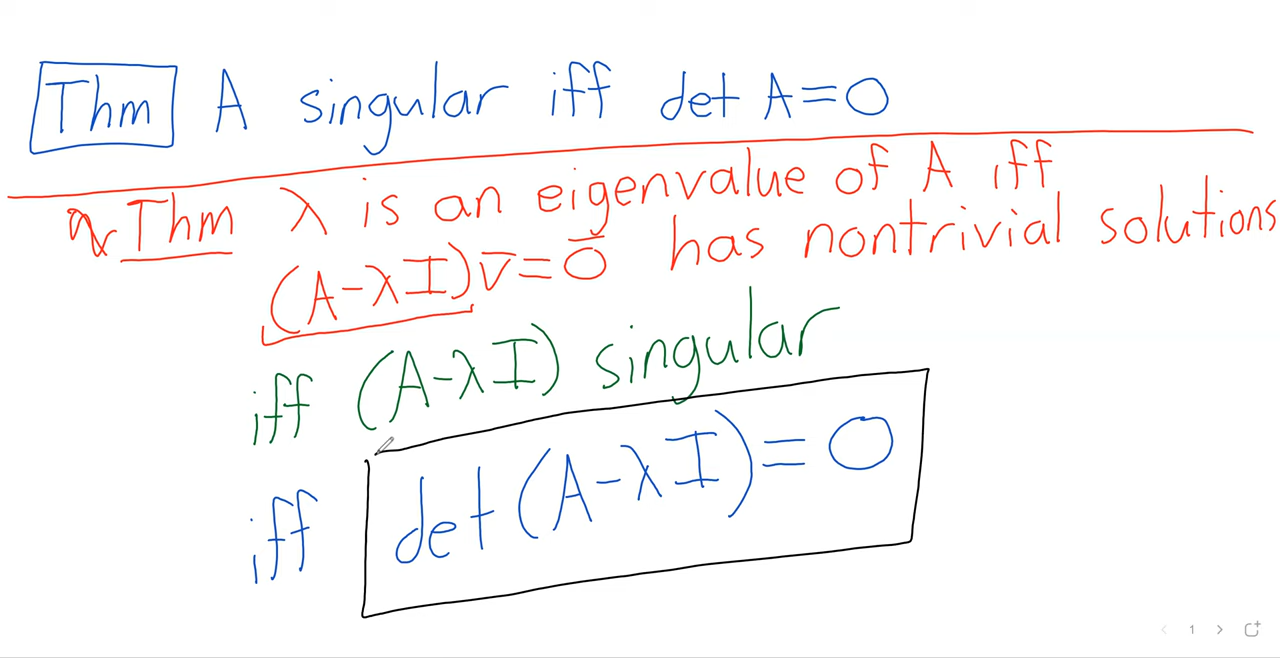 Thm A singular iff det A=0
Thm λ is an eigenvalue of A iff
(A-λI)v̅=0̅ has nontrivial solutions
iff (A-λI) singular
iff det(A-λI)=0
1